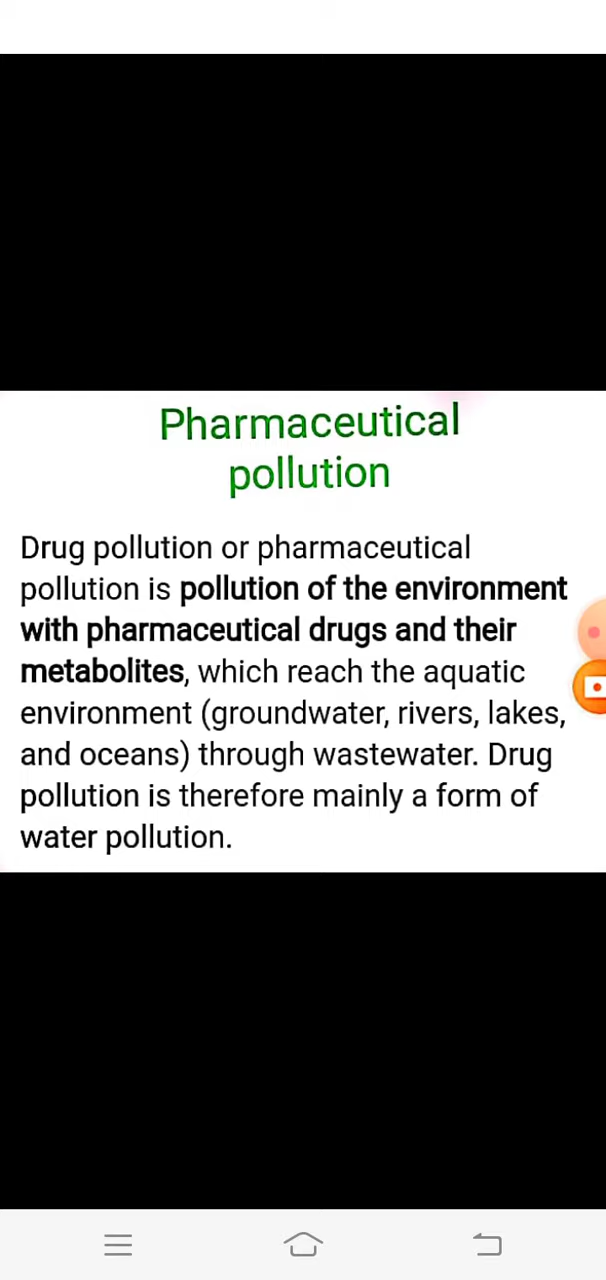 Pharmaceutical
pollution
Drug pollution or pharmaceutical
pollution is pollution of the environment
with pharmaceutical drugs and their
metabolites, which reach the aquatic
environment (groundwater, rivers, lakes,
and oceans) through wastewater. Drug
pollution is therefore mainly a form of
water pollution.